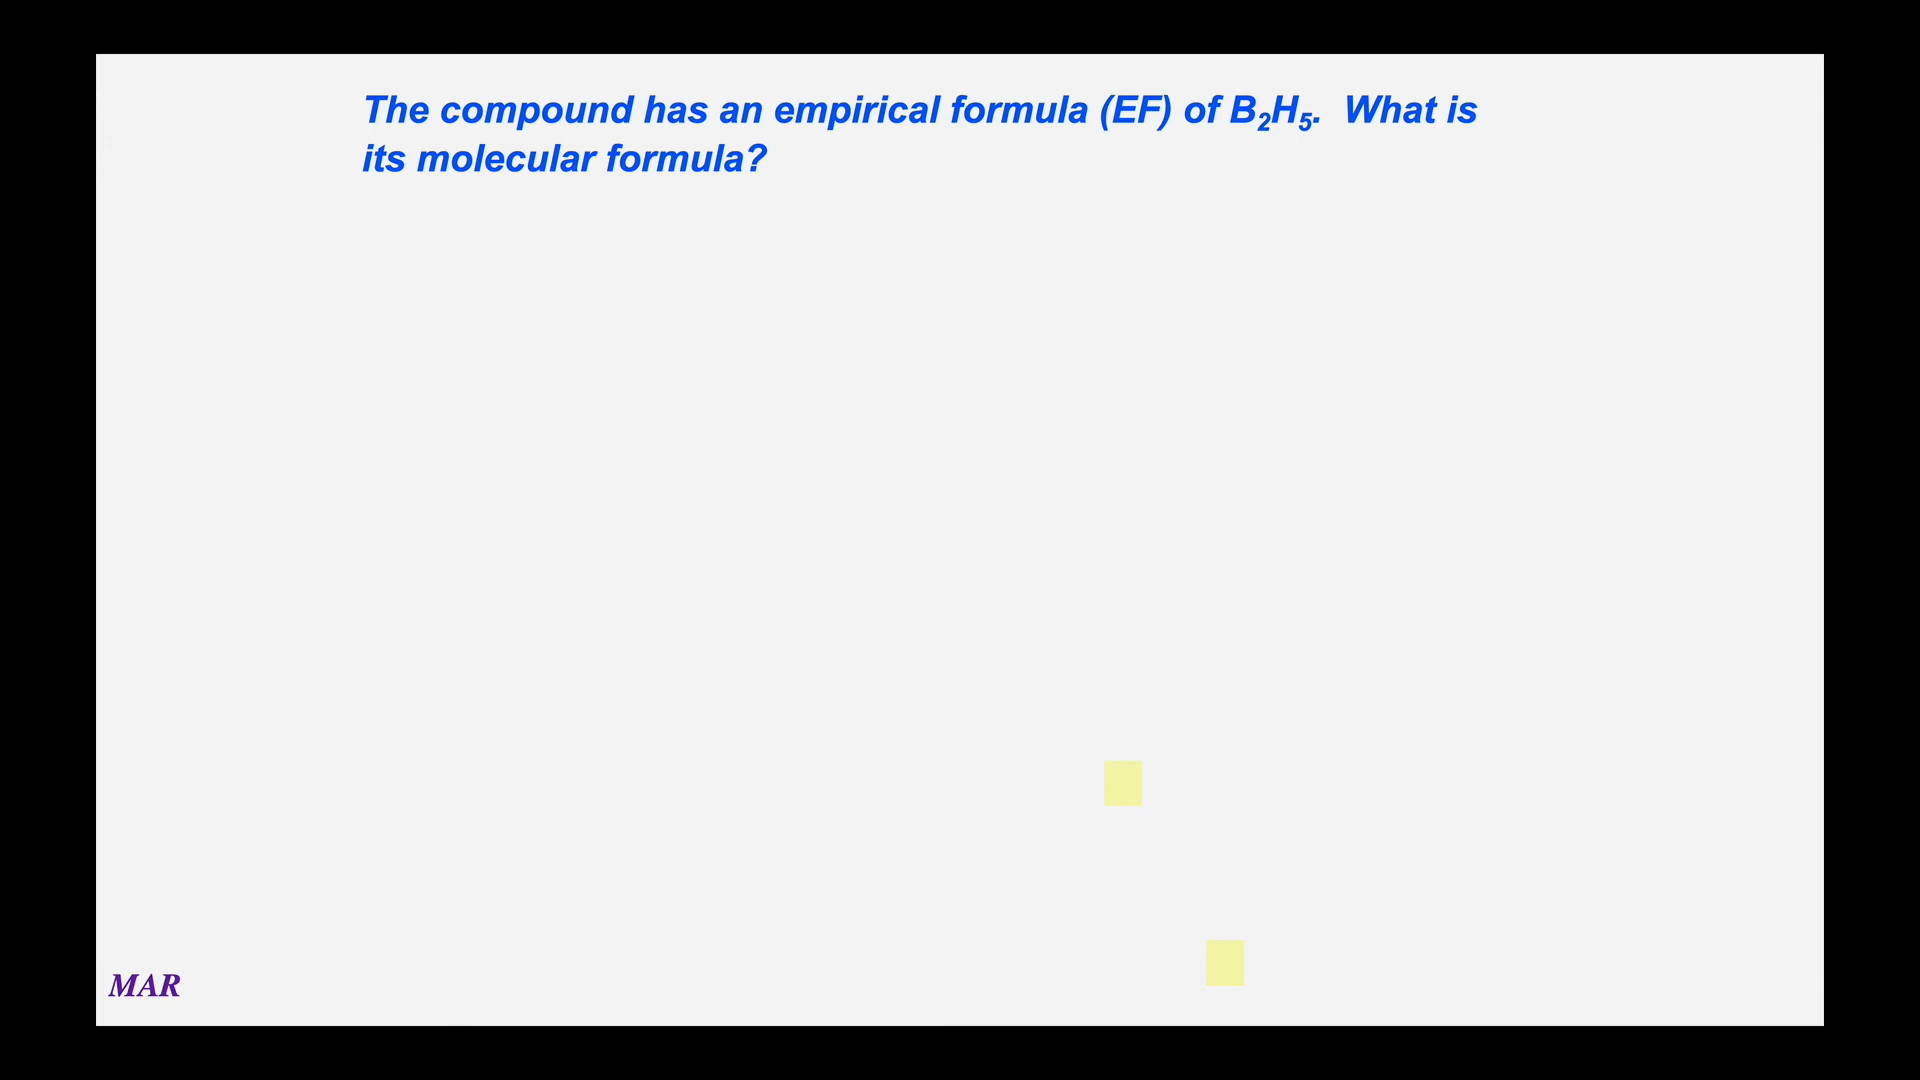 The compound has an empirical formula (EF) of B₂H₅. What is
its molecular formula?
MAR